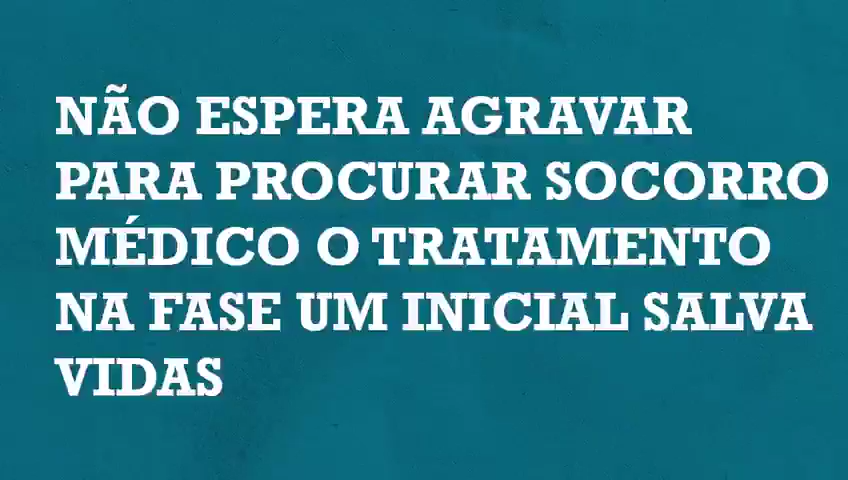 NÃO ESPERA AGRAVAR
PARA PROCURAR SOCORRO
MÉDICO O TRATAMENTO
NA FASE UM INICIAL SALVA
VIDAS